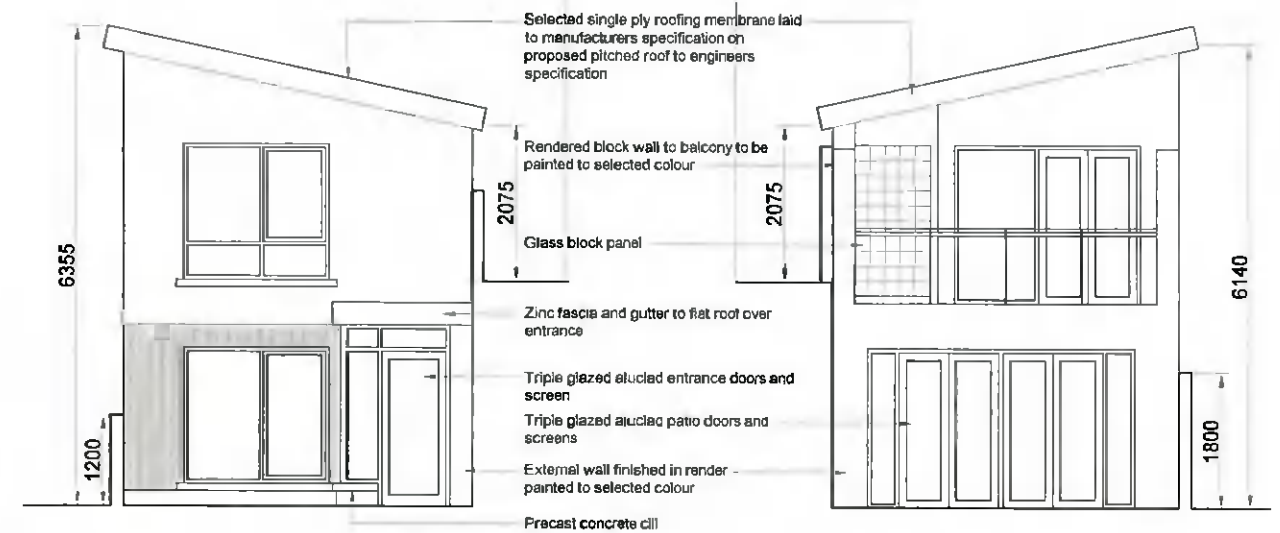 Selected single ply roofing membrane laid
to manufacturers specification on
proposed pitched roof to engineers
specification
Rendered block wall to balcony to be
painted to selected colour
Glass block panel
Zinc fascia and gutter to flat roof over
entrance
Triple glazed aluclad entrance doors and
screen
Triple glazed aluclad patio doors and
screens
External wall finished in render
painted to selected colour
Precast concrete cill
6355
1200
2075
2075
6140
1800